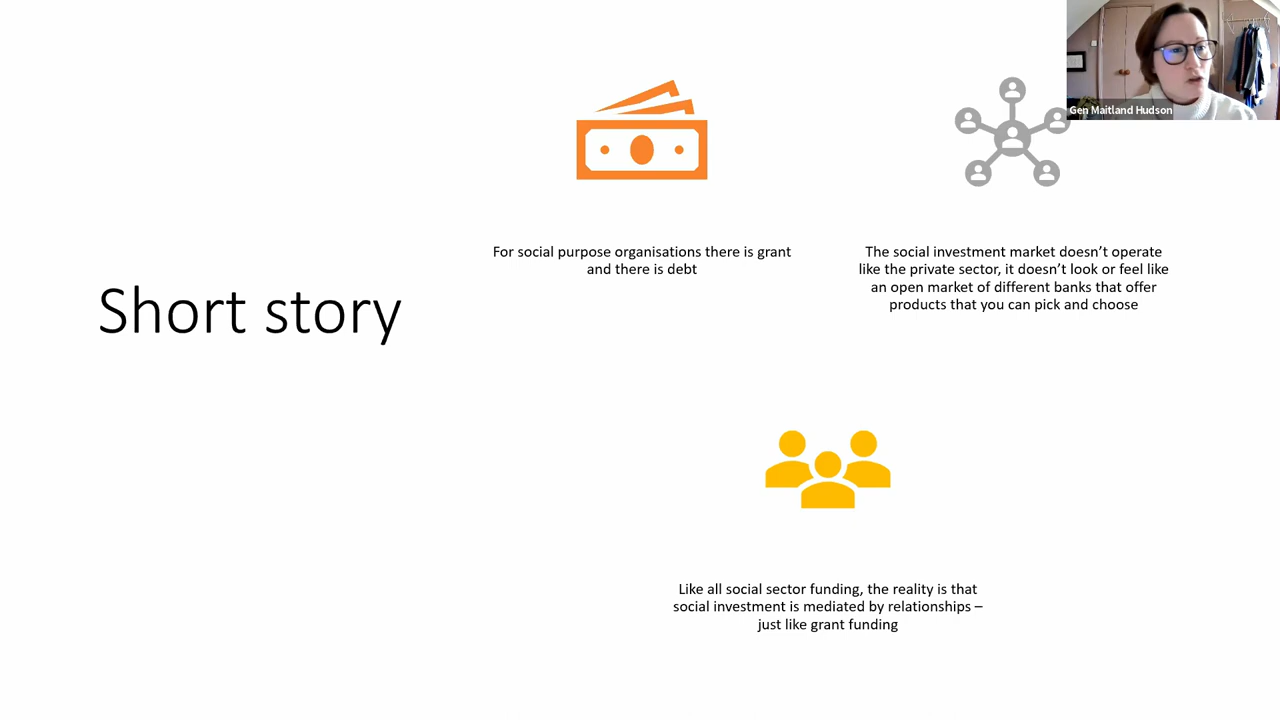 Gen Maitland Hudson
Short story
For social purpose organisations there is grant
and there is debt
The social investment market doesn’t operate
like the private sector, it doesn’t look or feel like
an open market of different banks that offer
products that you can pick and choose
Like all social sector funding, the reality is that
social investment is mediated by relationships –
just like grant funding